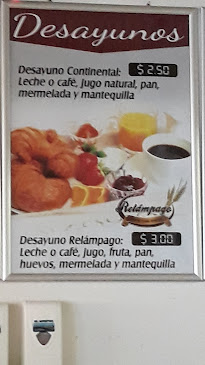 Desayunos
Desayuno Continental: $ 2.50
Leche o café, jugo natural, pan,
mermelada y mantequilla
Relámpago
Desayuno Relámpago: $ 3.00
Leche o café, jugo, fruta, pan,
huevos, mermelada y mantequilla